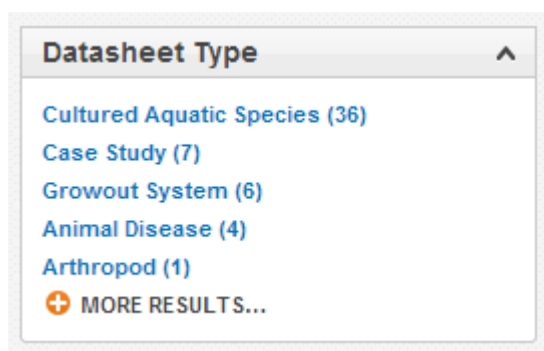 Datasheet Type
Cultured Aquatic Species (36)
Case Study (7)
Growout System (6)
Animal Disease (4)
Arthropod (1)
MORE RESULTS...